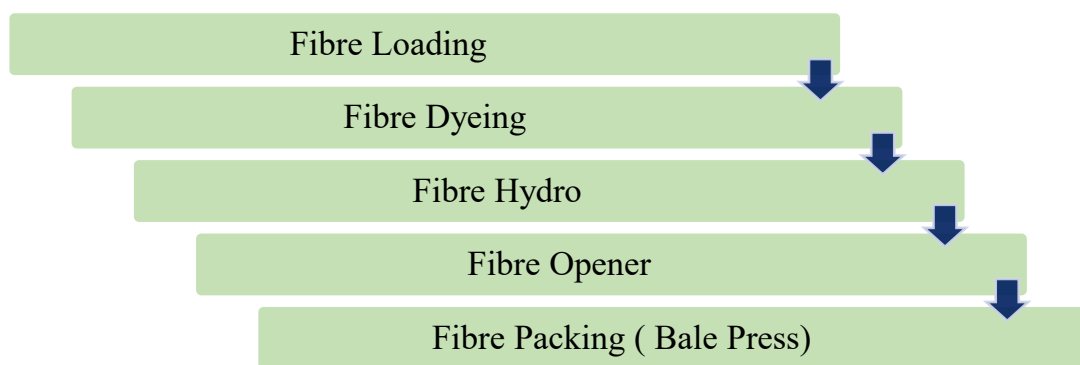 Fibre Loading
Fibre Dyeing
Fibre Hydro
Fibre Opener
Fibre Packing ( Bale Press)